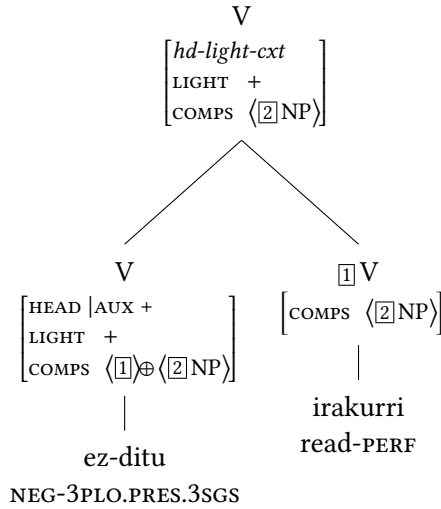 V
hd-light-cxt
LIGHT +
COMPS ⟨[2]NP⟩
V
HEAD |AUX +
LIGHT +
COMPS ⟨[1]⟩⊕⟨[2]NP⟩
[1]V
COMPS ⟨[2]NP⟩
ez-ditu
NEG-3PLO.PRES.3SGS
irakurri
read-PERF